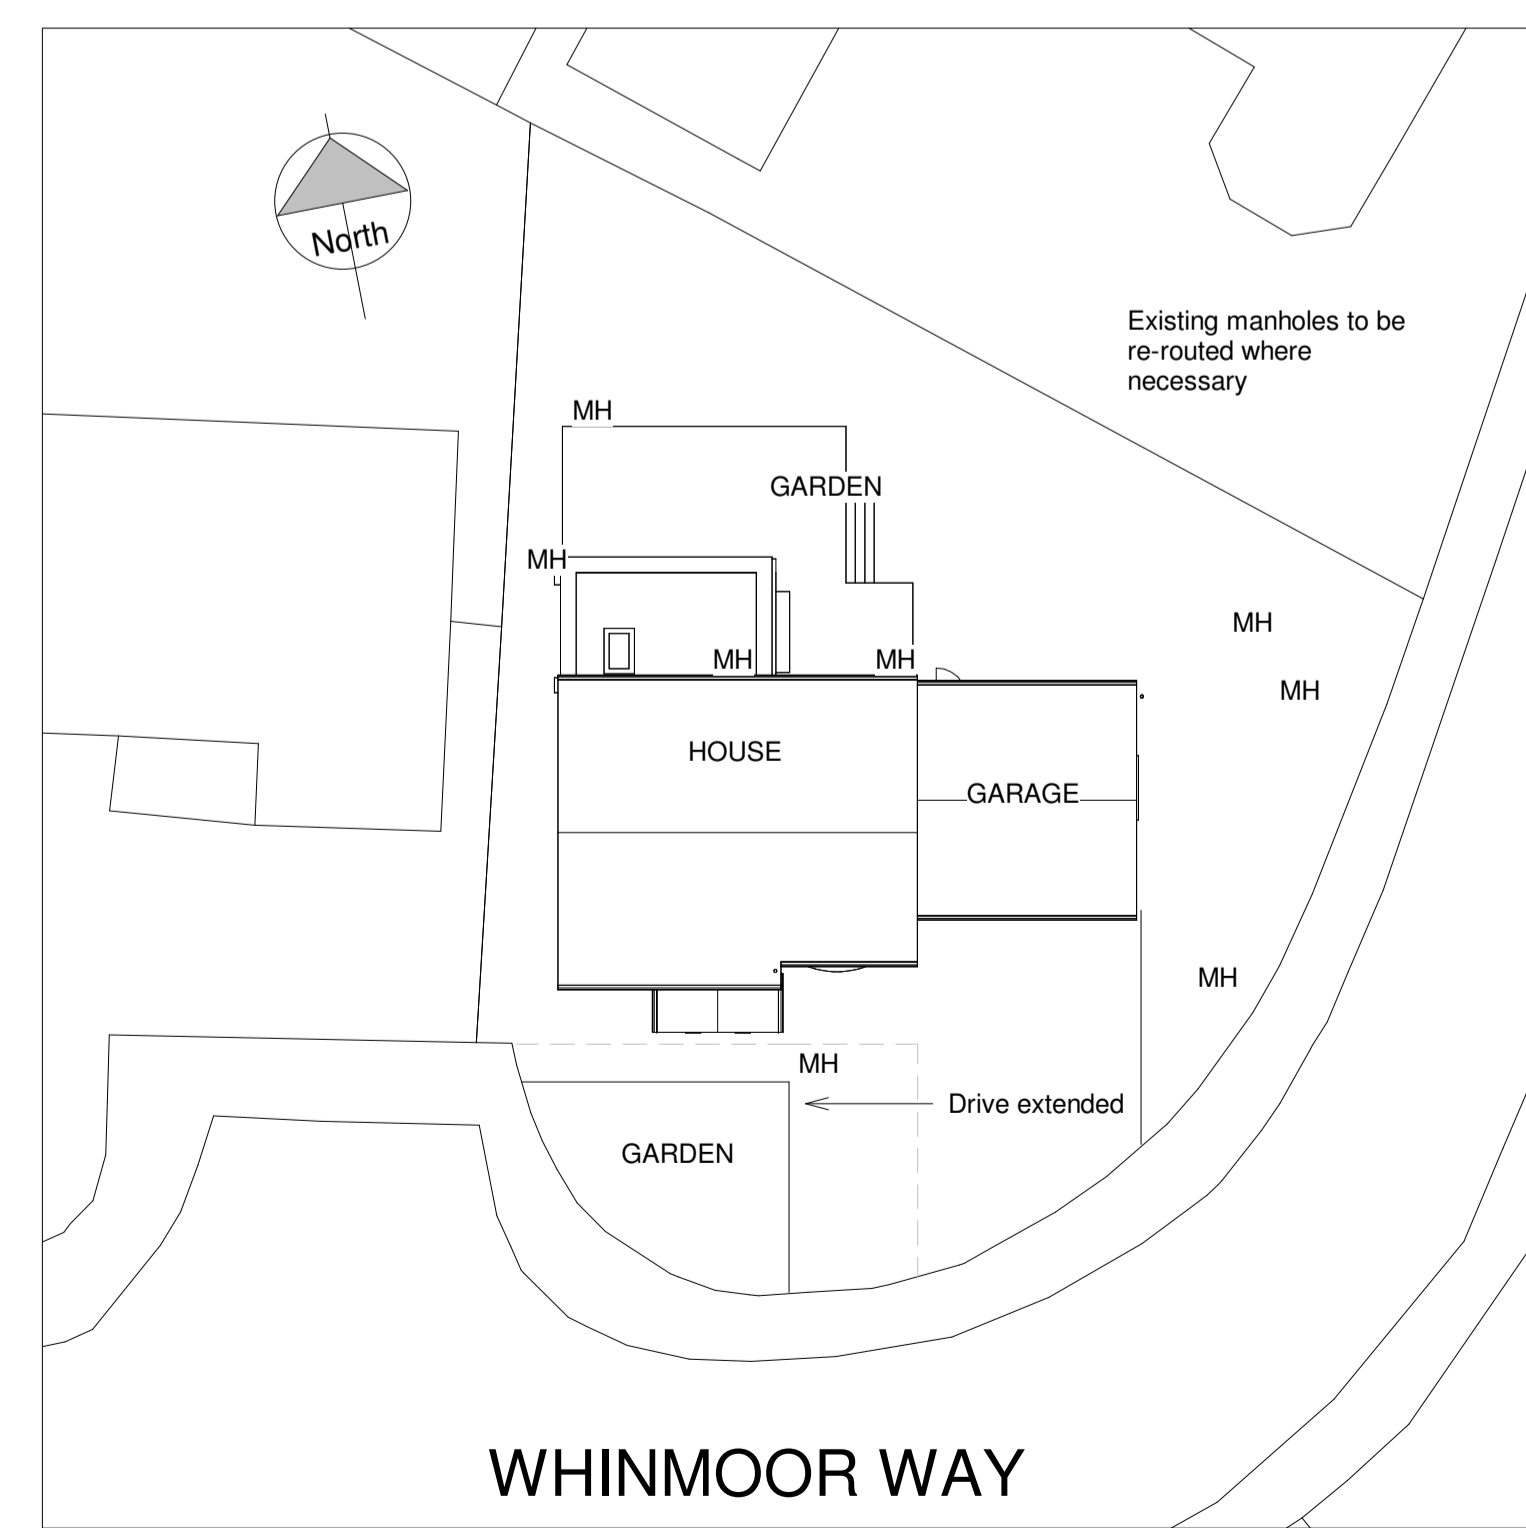 North
Existing manholes to be
re-routed where
necessary
MH
GARDEN
MH
MH
MH
MH
MH
HOUSE
GARAGE
MH
MH
Drive extended
GARDEN
WHINMOOR WAY